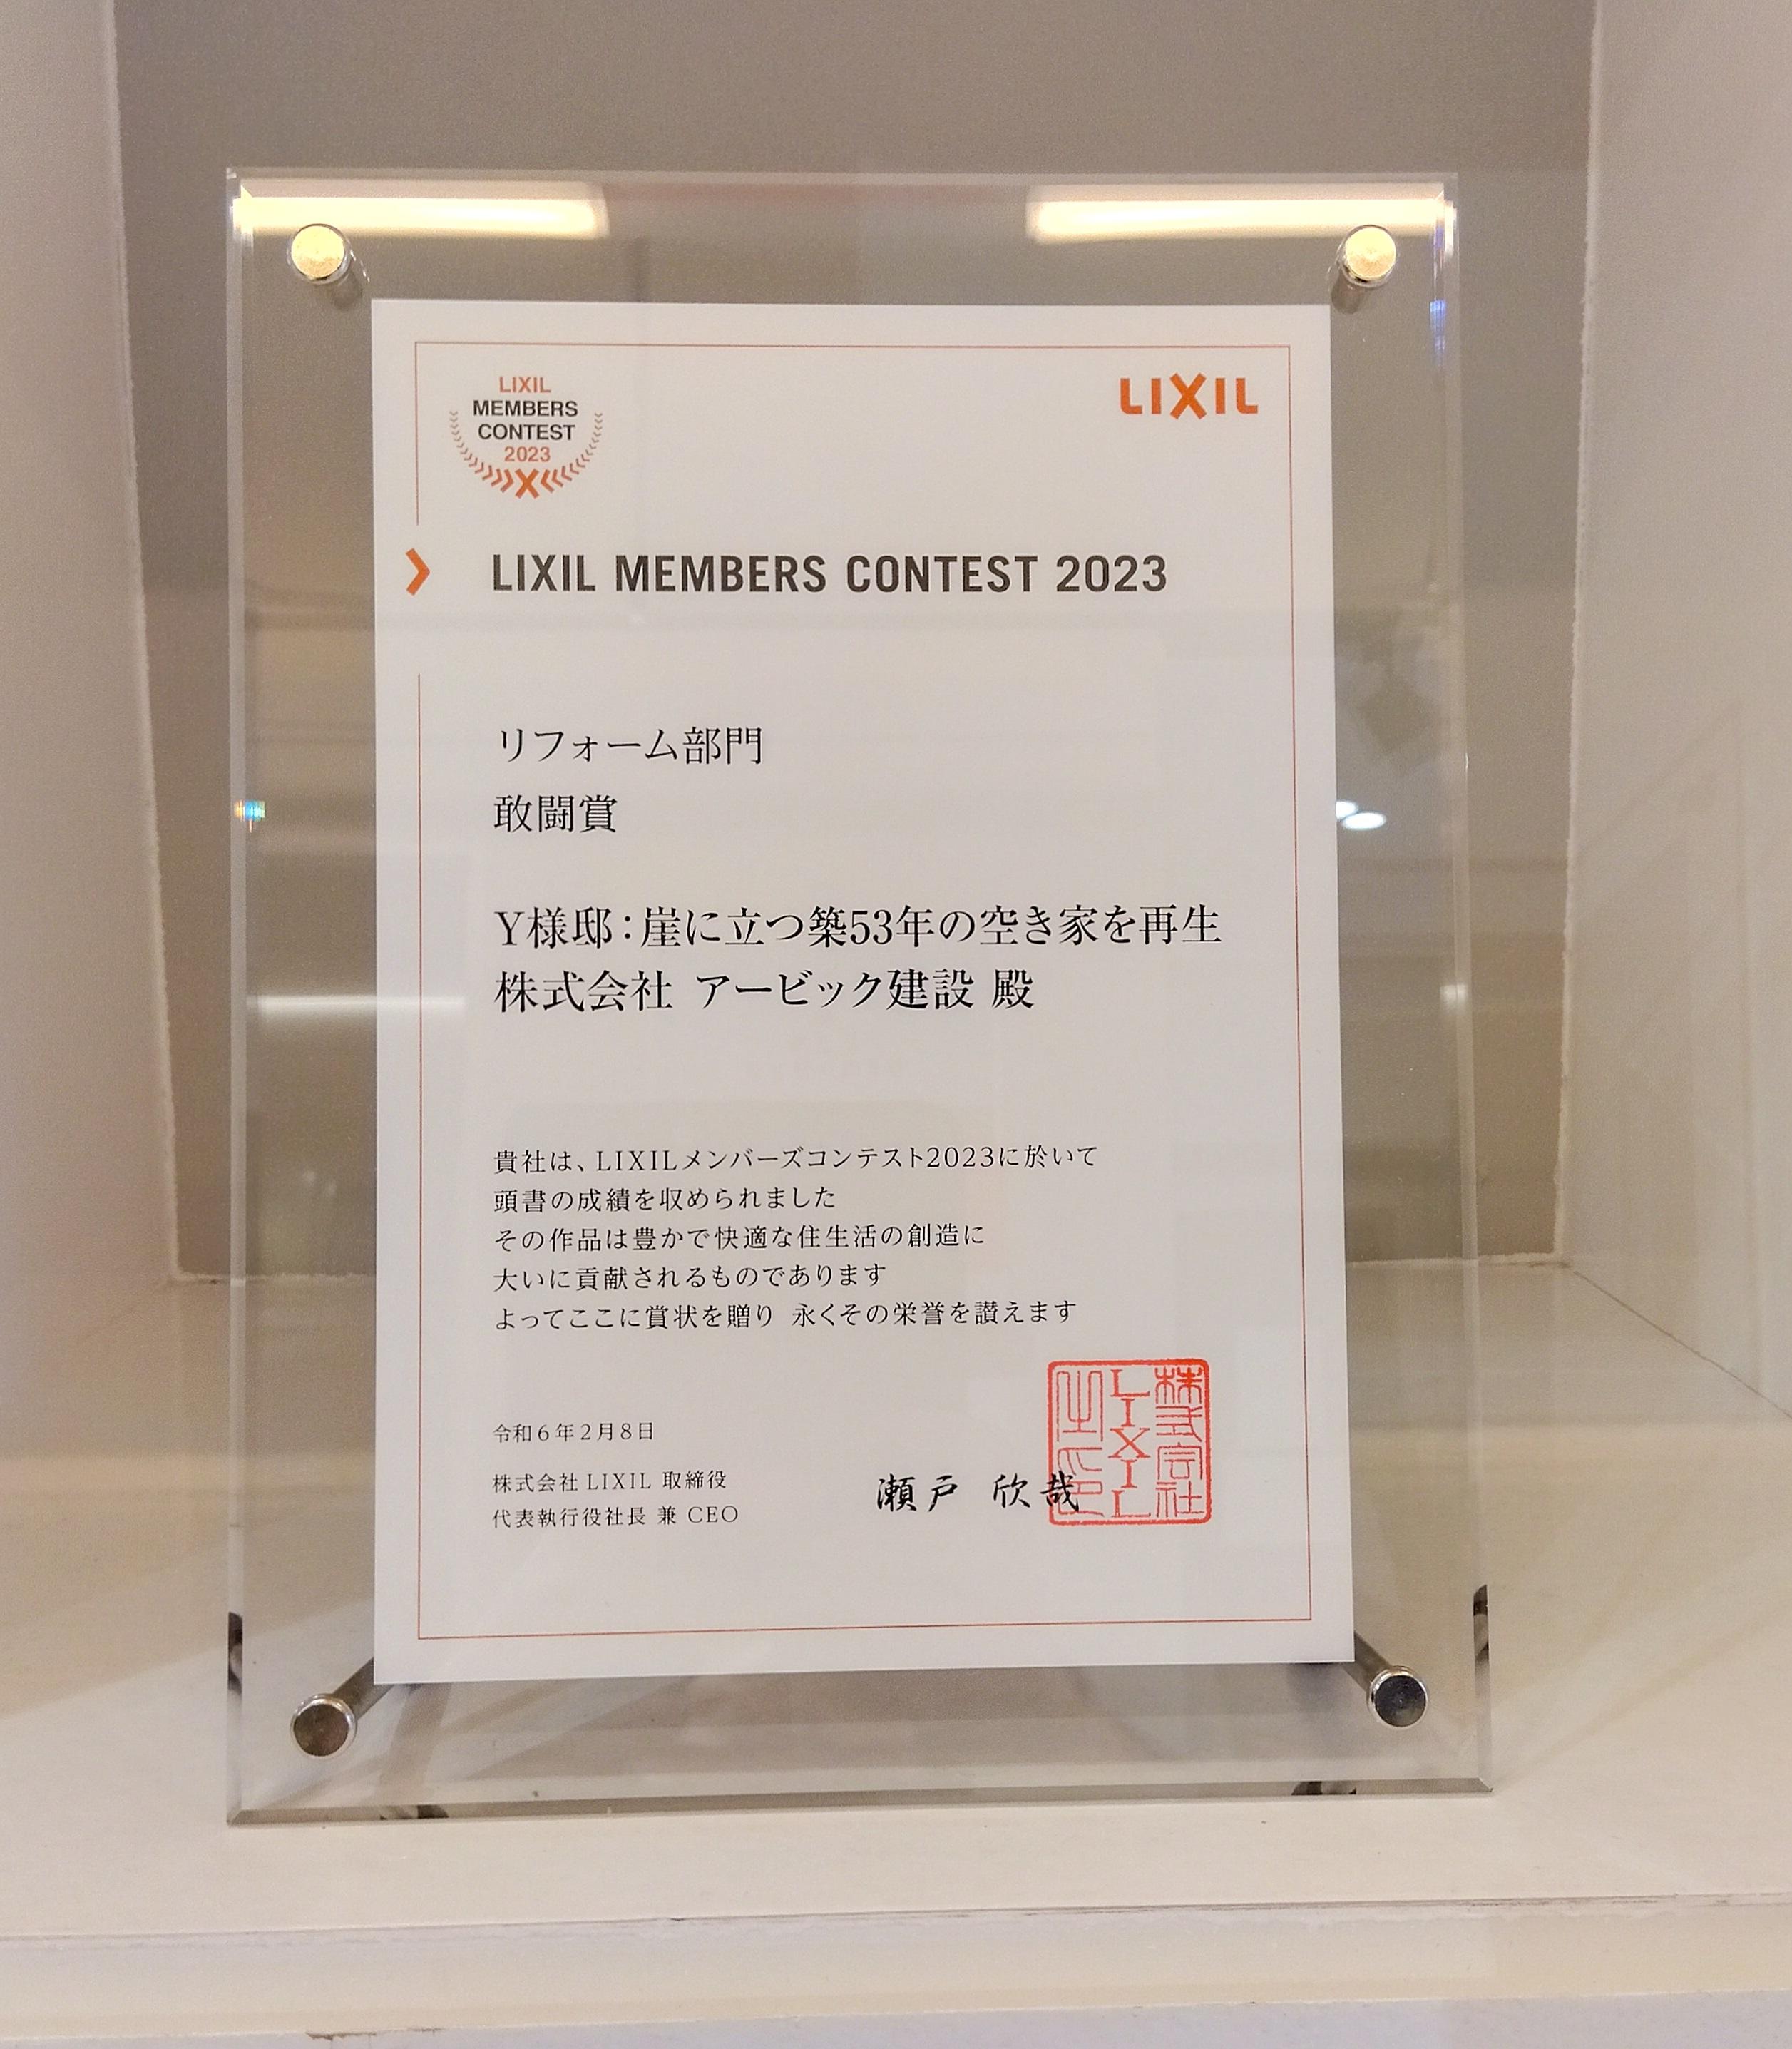 LIXIL
MEMBERS
CONTEST
2023
LIXIL
LIXIL MEMBERS CONTEST 2023
リフォーム部門
敢闘賞
Y様邸：崖に立つ築53年の空き家を再生
株式会社 アービック建設 殿
貴社は、LIXILメンバーズコンテスト2023に於いて
頭書の成績を収められました
その作品は豊かで快適な住生活の創造に
大いに貢献されるものであります
よってここに賞状を贈り 永くその栄誉を讃えます
令和6年2月8日
株式会社 LIXIL 取締役
代表執行役社長 兼 CEO
瀬戸 欣哉
株式会社
LIXIL
之印